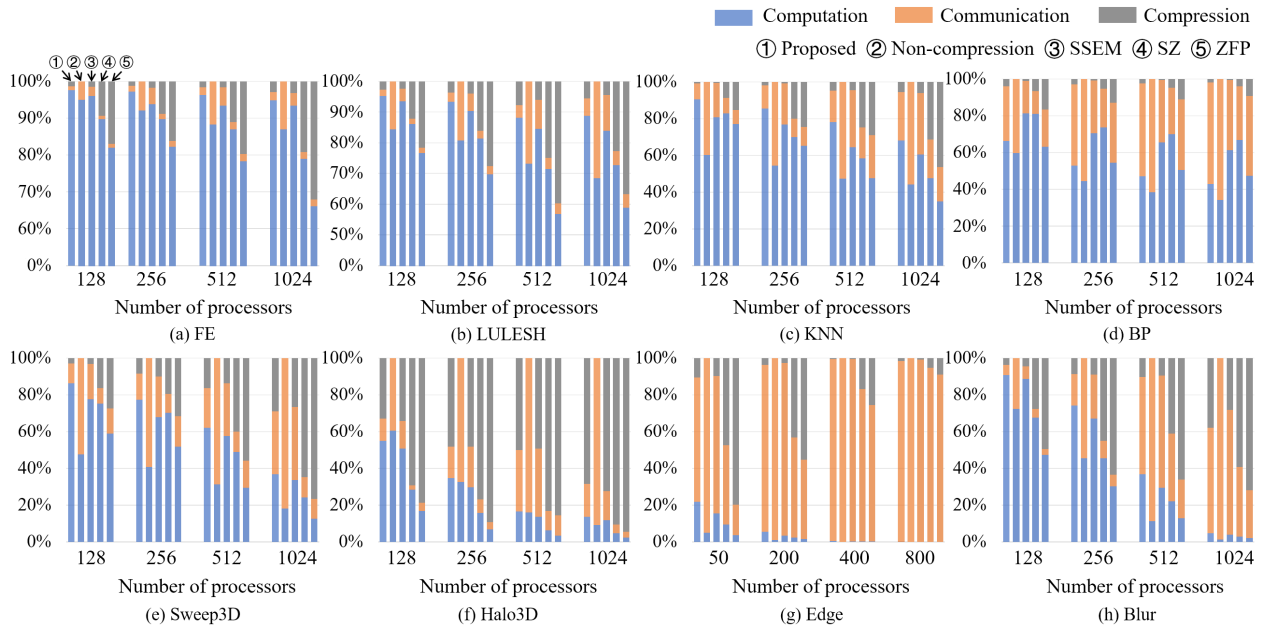 Computation Communication Compression
① Proposed ② Non-compression ③ SSEM ④ SZ ⑤ ZFP
① ② ③ ④ ⑤
100%
90%
80%
70%
60%
0%
128 256 512 1024
Number of processors
(a) FE
100%
90%
80%
70%
60%
50%
0%
128 256 512 1024
Number of processors
(b) LULESH
100%
80%
60%
40%
20%
0%
128 256 512 1024
Number of processors
(c) KNN
100%
80%
60%
40%
20%
0%
128 256 512 1024
Number of processors
(d) BP
100%
80%
60%
40%
20%
0%
128 256 512 1024
Number of processors
(e) Sweep3D
100%
80%
60%
40%
20%
0%
128 256 512 1024
Number of processors
(f) Halo3D
100%
80%
60%
40%
20%
0%
50 200 400 800
Number of processors
(g) Edge
100%
80%
60%
40%
20%
0%
128 256 512 1024
Number of processors
(h) Blur